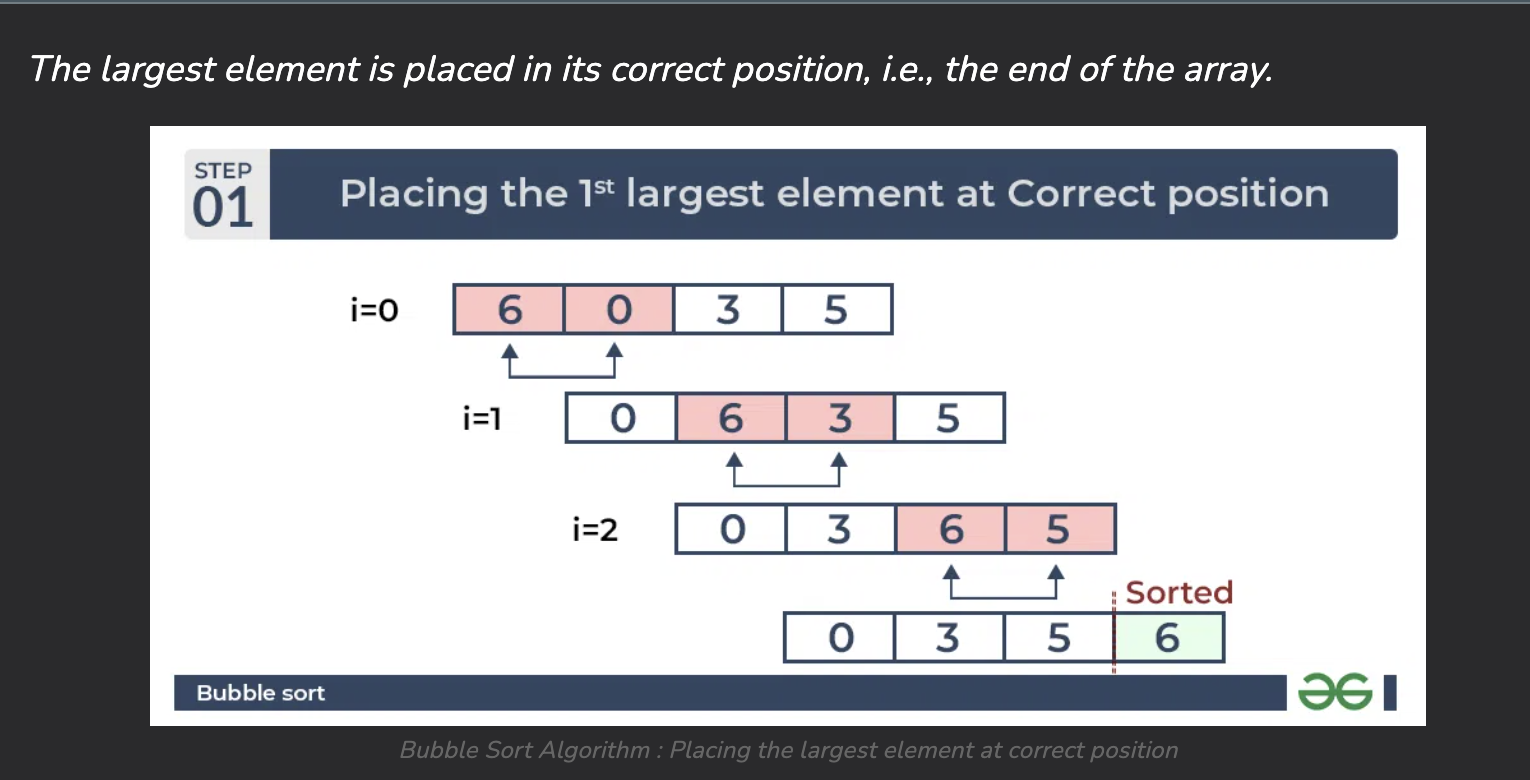 The largest element is placed in its correct position, i.e., the end of the array.
STEP
01
Placing the 1st largest element at Correct position
i=0 6 0 3 5
i=1 0 6 3 5
i=2 0 3 6 5
Sorted
0 3 5 6
Bubble sort
Bubble Sort Algorithm : Placing the largest element at correct position